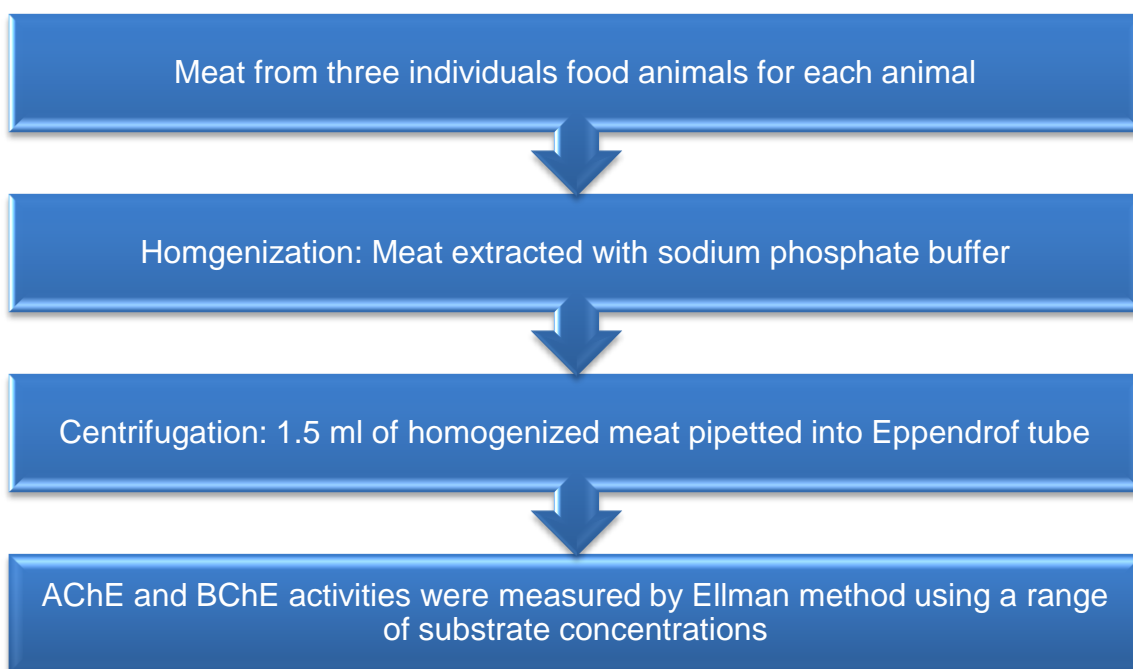 Meat from three individuals food animals for each animal
Homgenization: Meat extracted with sodium phosphate buffer
Centrifugation: 1.5 ml of homogenized meat pipetted into Eppendrof tube
AChE and BChE activities were measured by Ellman method using a range
of substrate concentrations